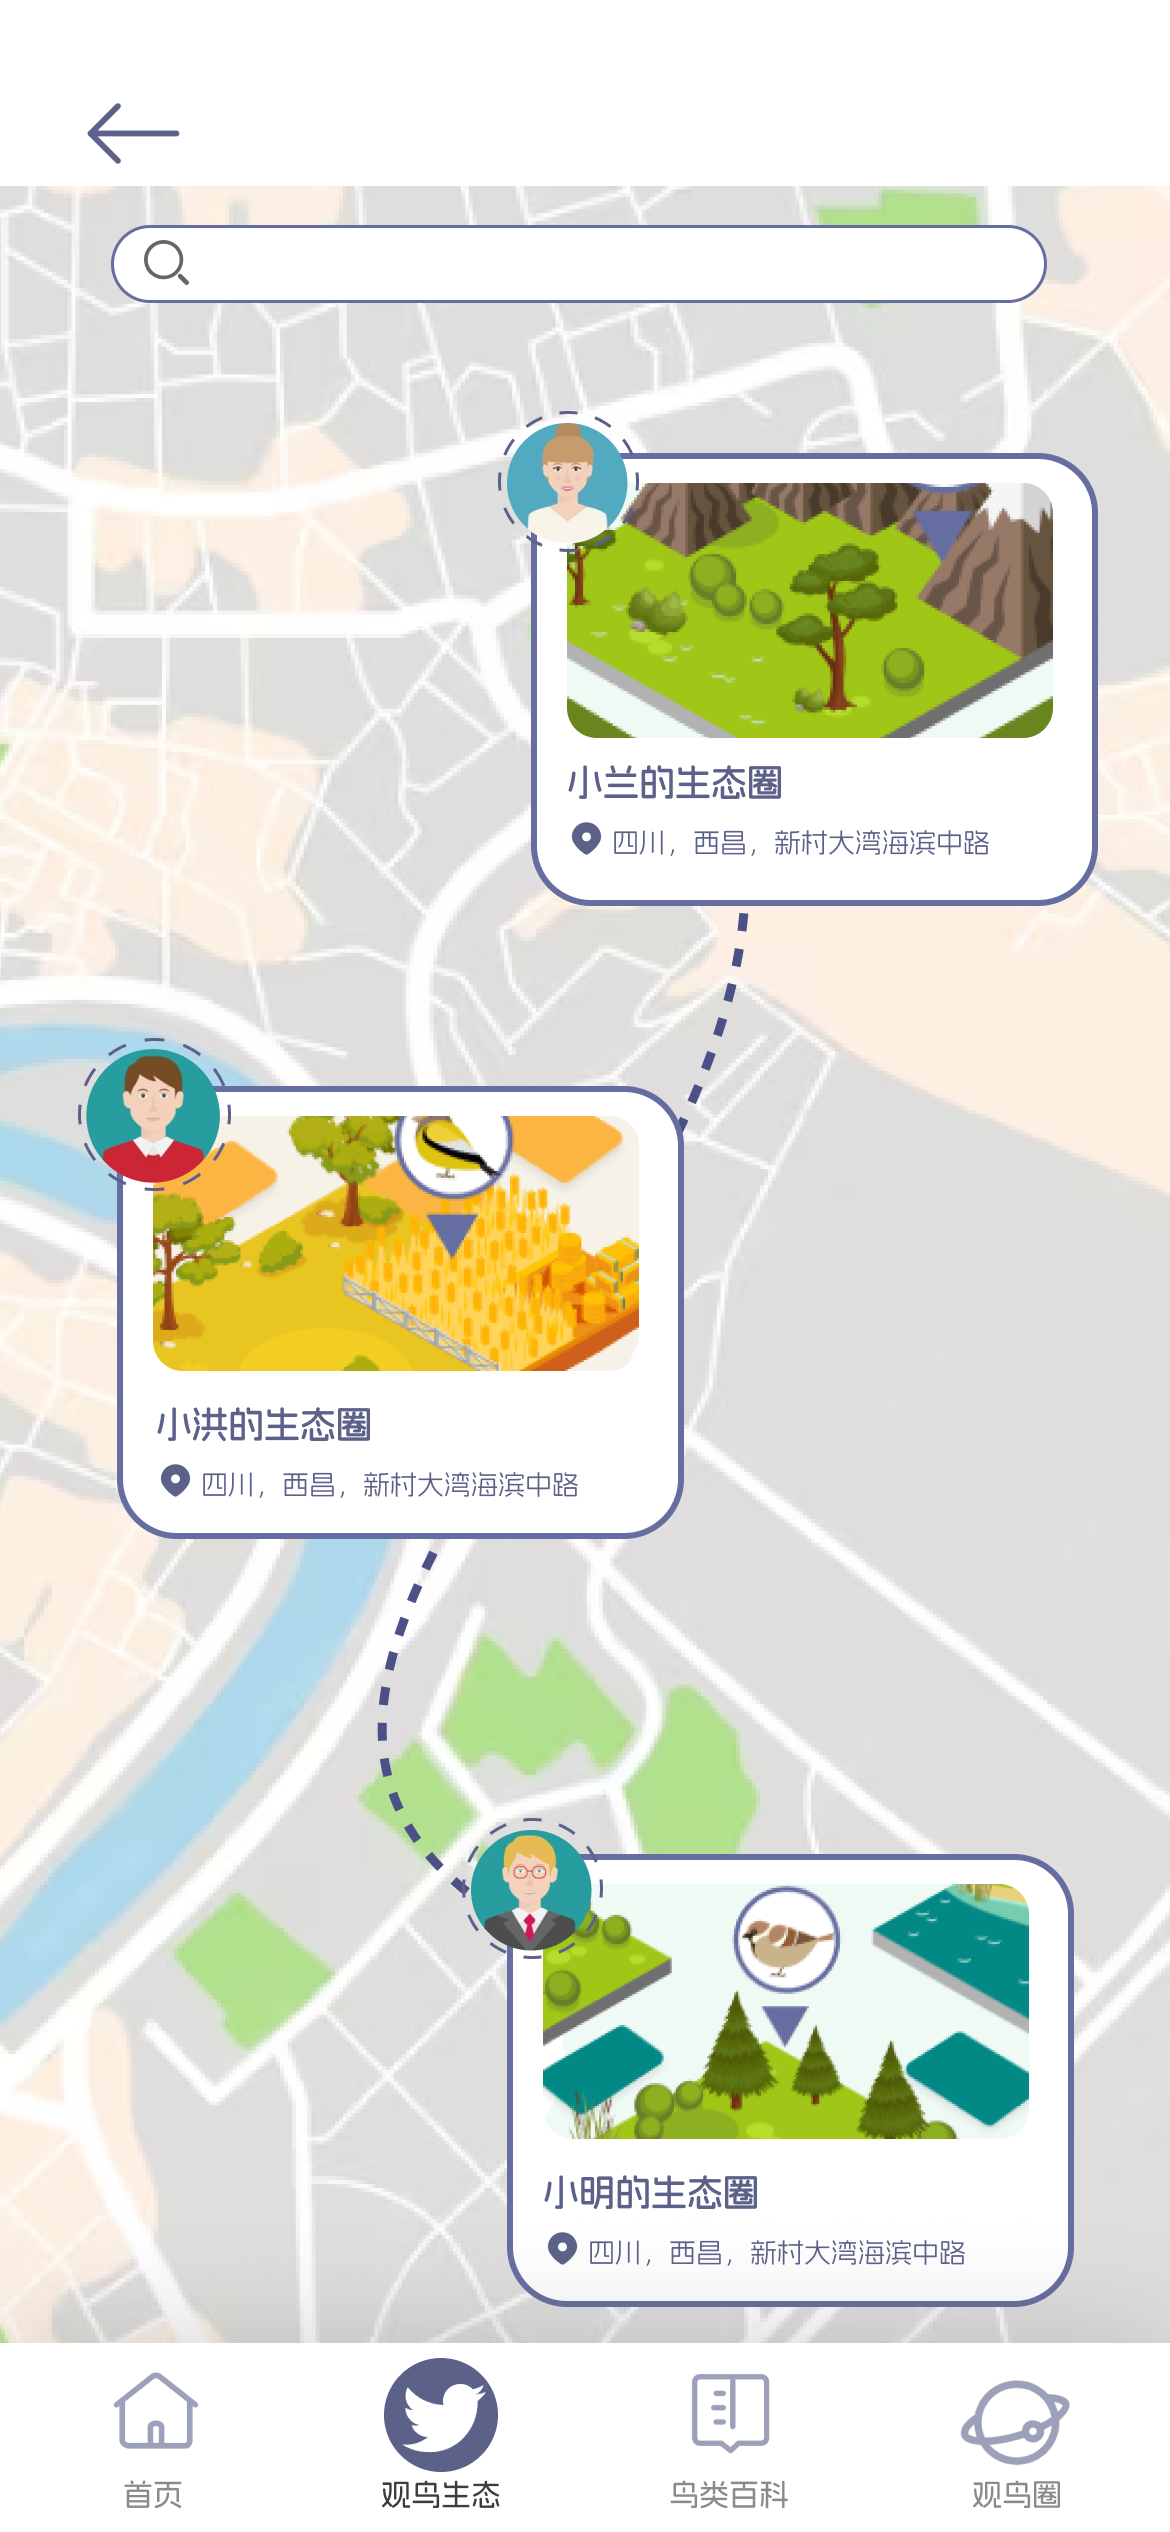 小兰的生态圈
四川，西昌，新村大湾海滨中路
小洪的生态圈
四川，西昌，新村大湾海滨中路
小明的生态圈
四川，西昌，新村大湾海滨中路
首页
观鸟生态
鸟类百科
观鸟圈